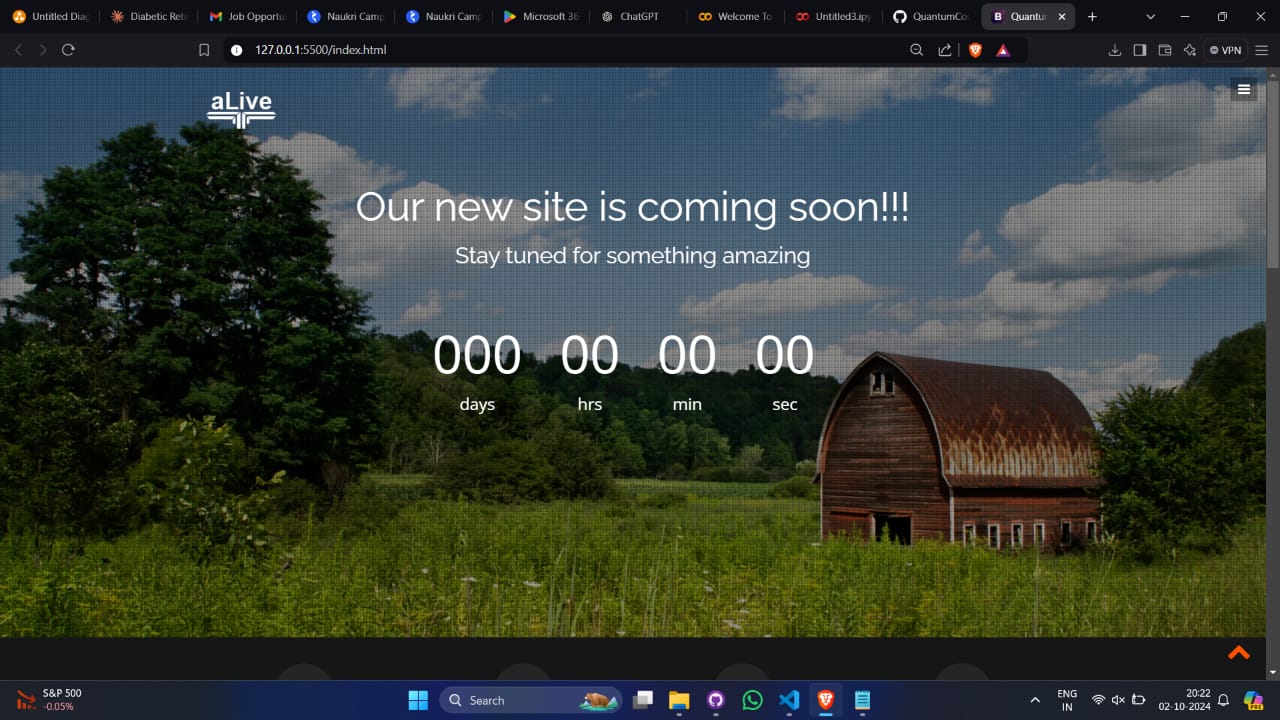 Untitled Diag
Diabetic Reti
Job Opportu
Naukri Camp
Naukri Camp
Microsoft 36
ChatGPT
Welcome To
Untitled3.ipy
QuantumCo
Quantu
127.0.0.1:5500/index.html
VPN
aLive
Our new site is coming soon!!!
Stay tuned for something amazing
000 00 00 00
days hrs min sec
S&P 500
-0.05%
Search
ENG
IN
20:22
02-10-2024
PRE